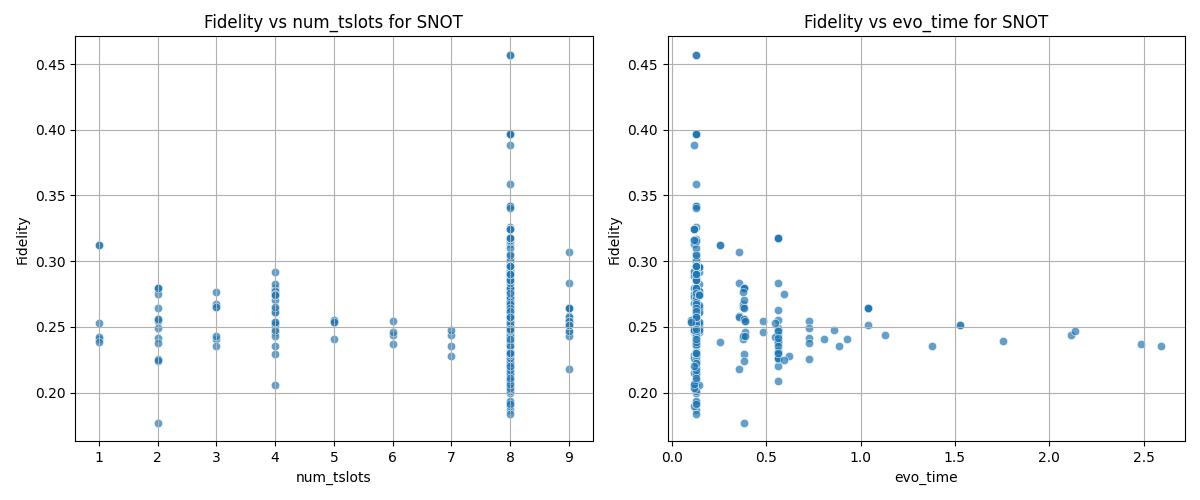 Fidelity vs num_tslots for SNOT
Fidelity
0.45
0.40
0.35
0.30
0.25
0.20
1 2 3 4 5 6 7 8 9
num_tslots
Fidelity vs evo_time for SNOT
Fidelity
0.45
0.40
0.35
0.30
0.25
0.20
0.0 0.5 1.0 1.5 2.0 2.5
evo_time